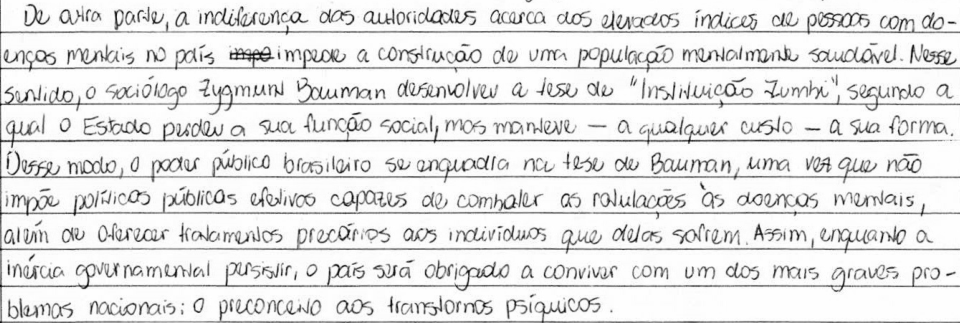 De outra parte, a indiferença das autoridades acerca dos elevados índices de pessoas com do-
enças mentais no país impede a construção de uma população mentalmente saudável. Nesse
sentido, o sociólogo Zygmunt Bauman desenvolveu a tese de "Instituição Zumbi", segundo a
qual o Estado perdeu a sua função social, mas manteve — a qualquer custo — a sua forma.
Desse modo, o poder público brasileiro se enquadra na tese de Bauman, uma vez que não
impõe políticas públicas efetivas capazes de combater as rotulações às doenças mentais,
além de oferecer tratamentos precários aos indivíduos que delas sofrem. Assim, enquanto a
inércia governamental persistir, o país será obrigado a conviver com um dos mais graves pro-
blemas nacionais: o preconceito aos transtornos psíquicos.